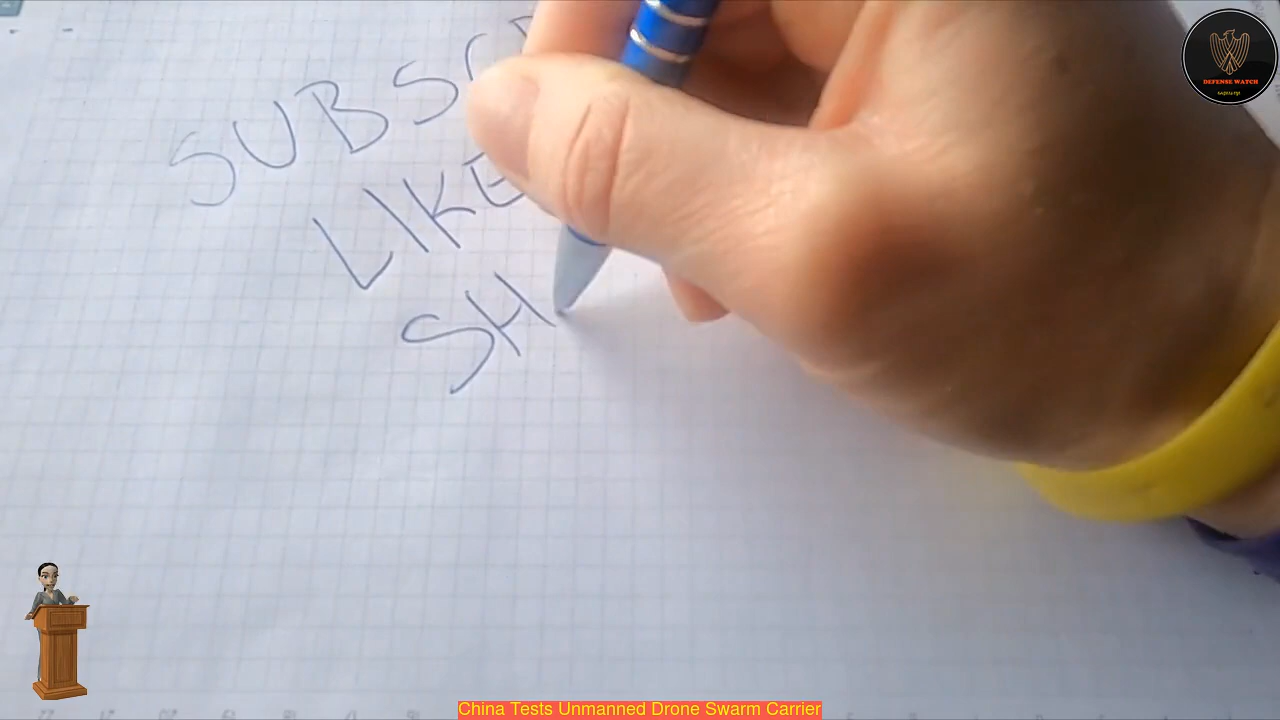 SUBSC
LIKE
SH
DEFENSE WATCH
China Tests Unmanned Drone Swarm Carrier